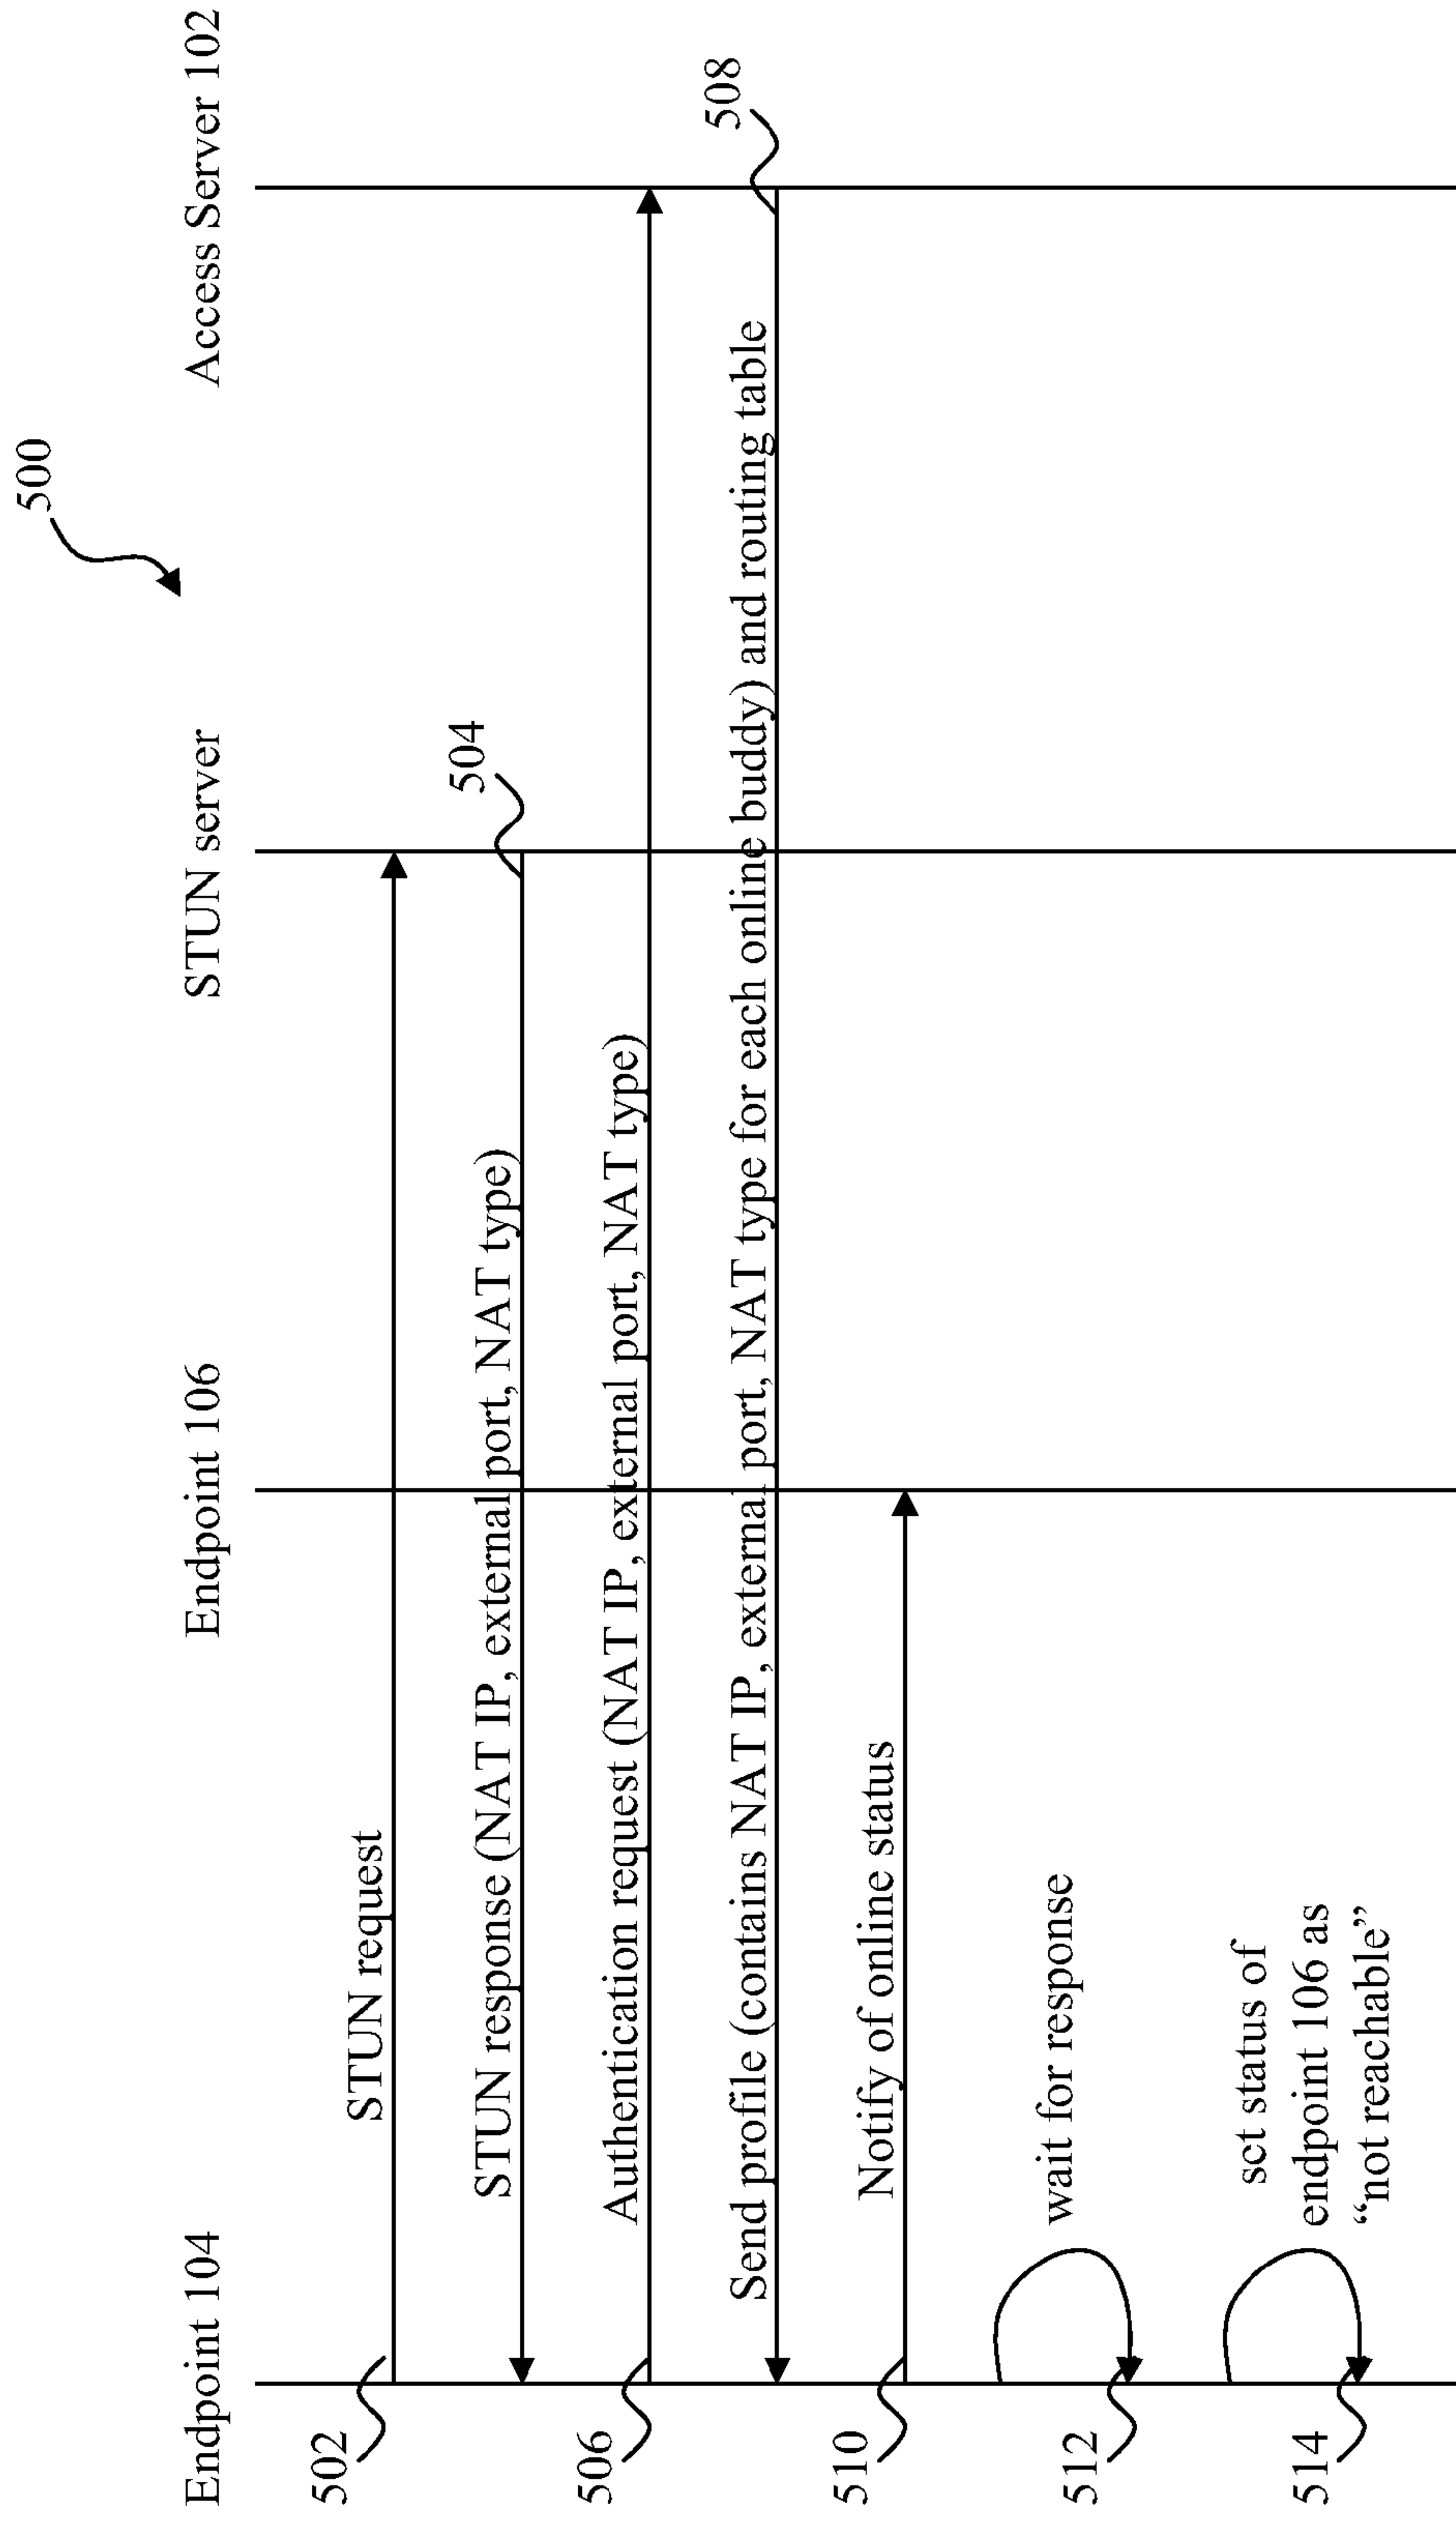 500
Endpoint 104
Endpoint 106
STUN server
Access Server 102
502
STUN request
STUN response (NAT IP, external port, NAT type)
504
506
Authentication request (NAT IP, external port, NAT type)
Send profile (contains NAT IP, external port, NAT type for each online buddy) and routing table
508
510
Notify of online status
512
wait for response
514
sct status of
endpoint 106 as
“not reachable”